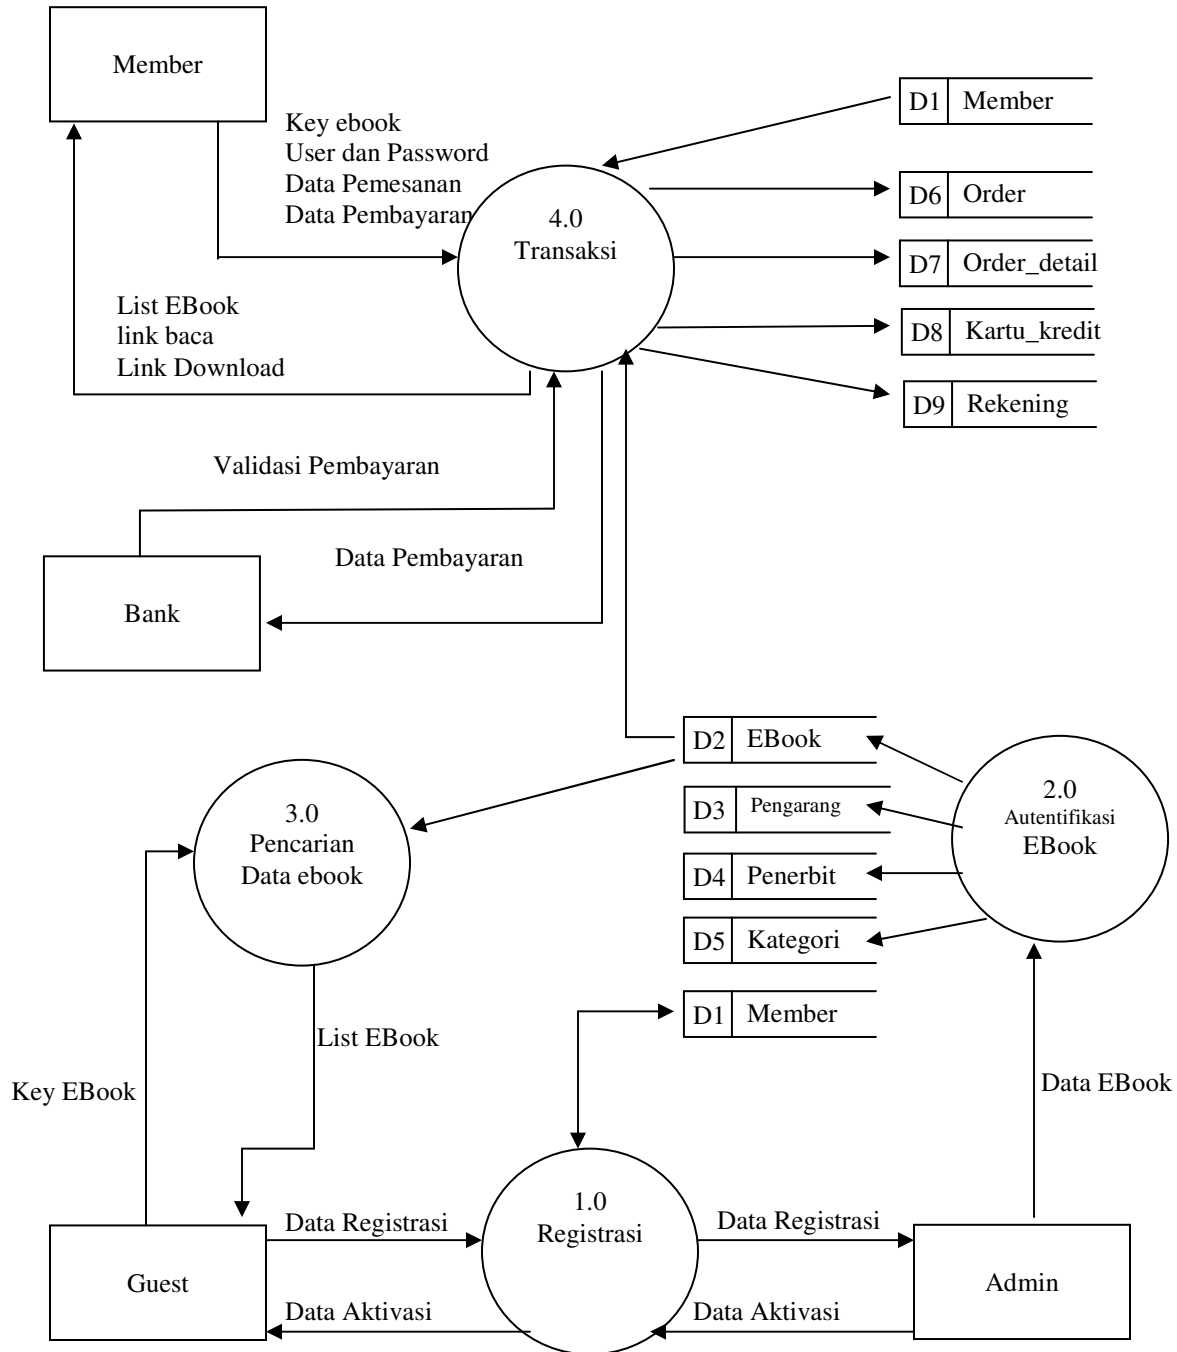 Member
Key ebook
User dan Password
Data Pemesanan
Data Pembayaran
4.0
Transaksi
D1 Member
D6 Order
D7 Order_detail
D8 Kartu_kredit
D9 Rekening
List EBook
link baca
Link Download
Validasi Pembayaran
Data Pembayaran
Bank
D2 EBook
D3 Pengarang
D4 Penerbit
D5 Kategori
D1 Member
2.0
Autentifikasi
EBook
3.0
Pencarian
Data ebook
List EBook
Key EBook
Data EBook
1.0
Registrasi
Data Registrasi
Data Registrasi
Guest
Admin
Data Aktivasi
Data Aktivasi